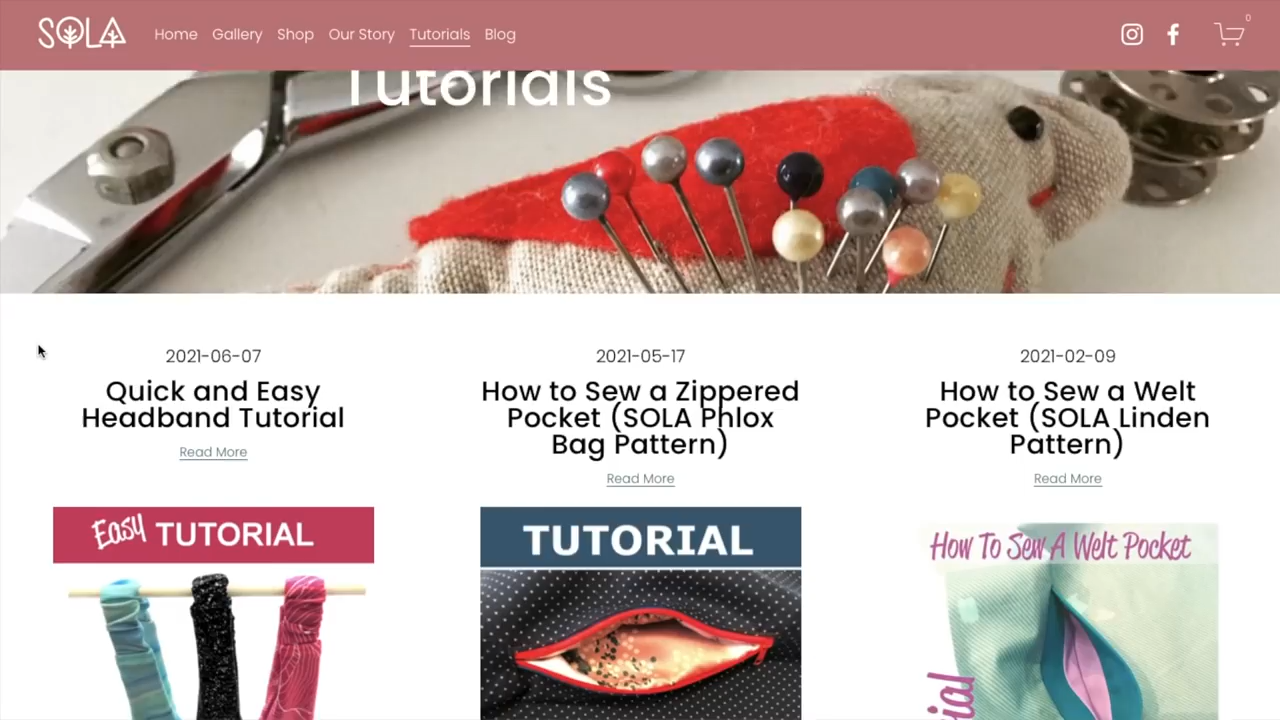 SOLA Home Gallery Shop Our Story Tutorials Blog 0
Tutorials
2021-06-07
Quick and Easy
Headband Tutorial
Read More
Easy TUTORIAL
2021-05-17
How to Sew a Zippered
Pocket (SOLA Phlox
Bag Pattern)
Read More
TUTORIAL
2021-02-09
How to Sew a Welt
Pocket (SOLA Linden
Pattern)
Read More
How To Sew A Welt Pocket